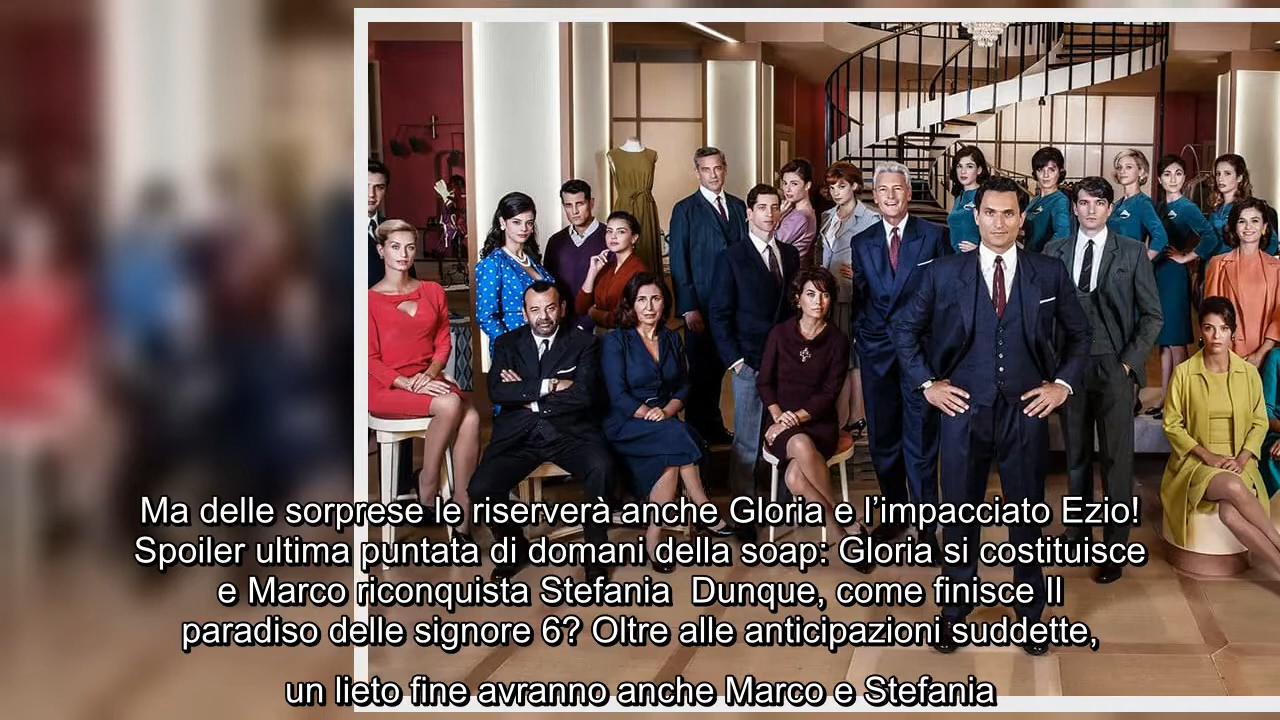 Ma delle sorprese le riserverà anche Gloria e l’impacciato Ezio!
Spoiler ultima puntata di domani della soap: Gloria si costituisce
e Marco riconquista Stefania  Dunque, come finisce Il
paradiso delle signore 6? Oltre alle anticipazioni suddette,
un lieto fine avranno anche Marco e Stefania